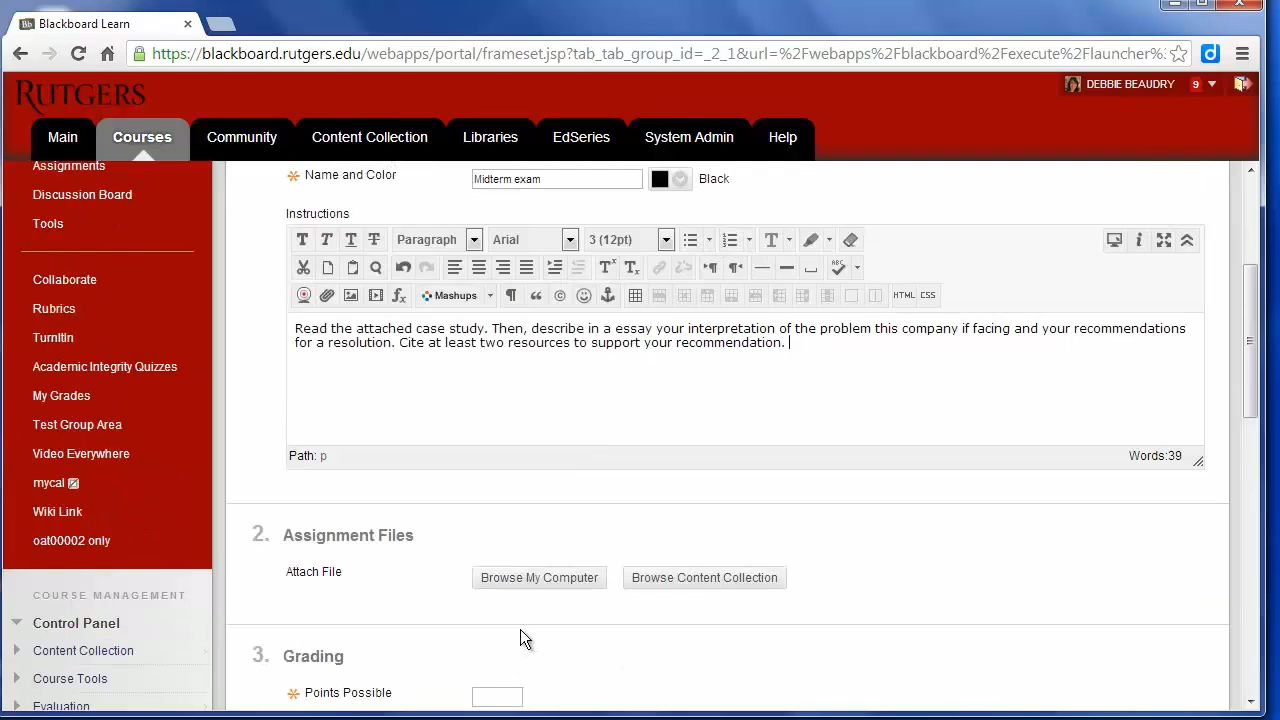 Blackboard Learn
https://blackboard.rutgers.edu/webapps/portal/frameset.jsp?tab_tab_group_id=_2_1&url=%2Fwebapps%2Fblackboard%2Fexecute%2Flauncher%
RUTGERS
DEBBIE BEAUDRY 9
Main Courses Community Content Collection Libraries EdSeries System Admin Help
Assignments
Discussion Board
Tools
Collaborate
Rubrics
TurnItIn
Academic Integrity Quizzes
My Grades
Test Group Area
Video Everywhere
mycal
Wiki Link
oat00002 only
COURSE MANAGEMENT
Control Panel
Content Collection
Course Tools
Evaluation
Name and Color Midterm exam Black
Instructions
T T T T Paragraph Arial 3 (12pt) T
ABC
Mashups HTML CSS
Read the attached case study. Then, describe in a essay your interpretation of the problem this company if facing and your recommendations
for a resolution. Cite at least two resources to support your recommendation.
Path: p Words:39
2. Assignment Files
Attach File Browse My Computer Browse Content Collection
3. Grading
Points Possible